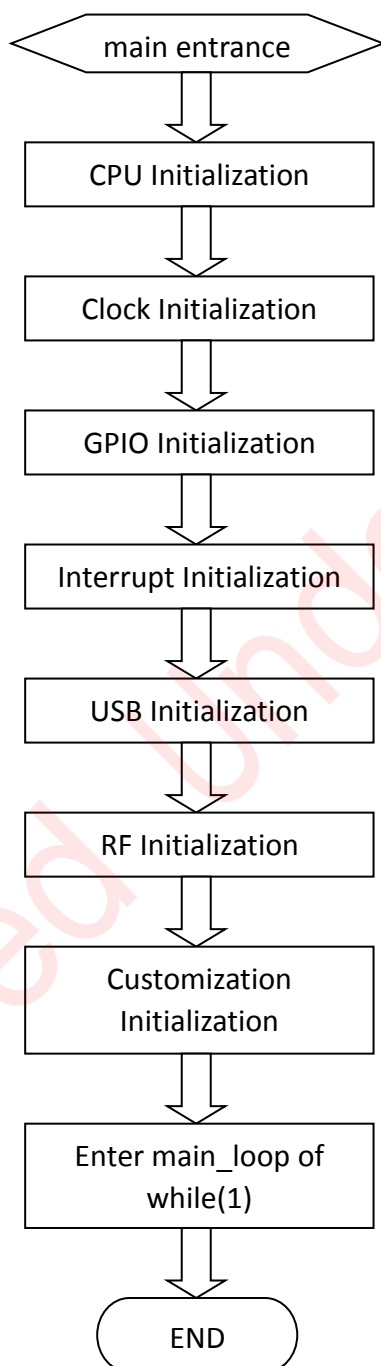 main entrance
CPU Initialization
Clock Initialization
GPIO Initialization
Interrupt Initialization
USB Initialization
RF Initialization
Customization
Initialization
Enter main_loop of
while(1)
END